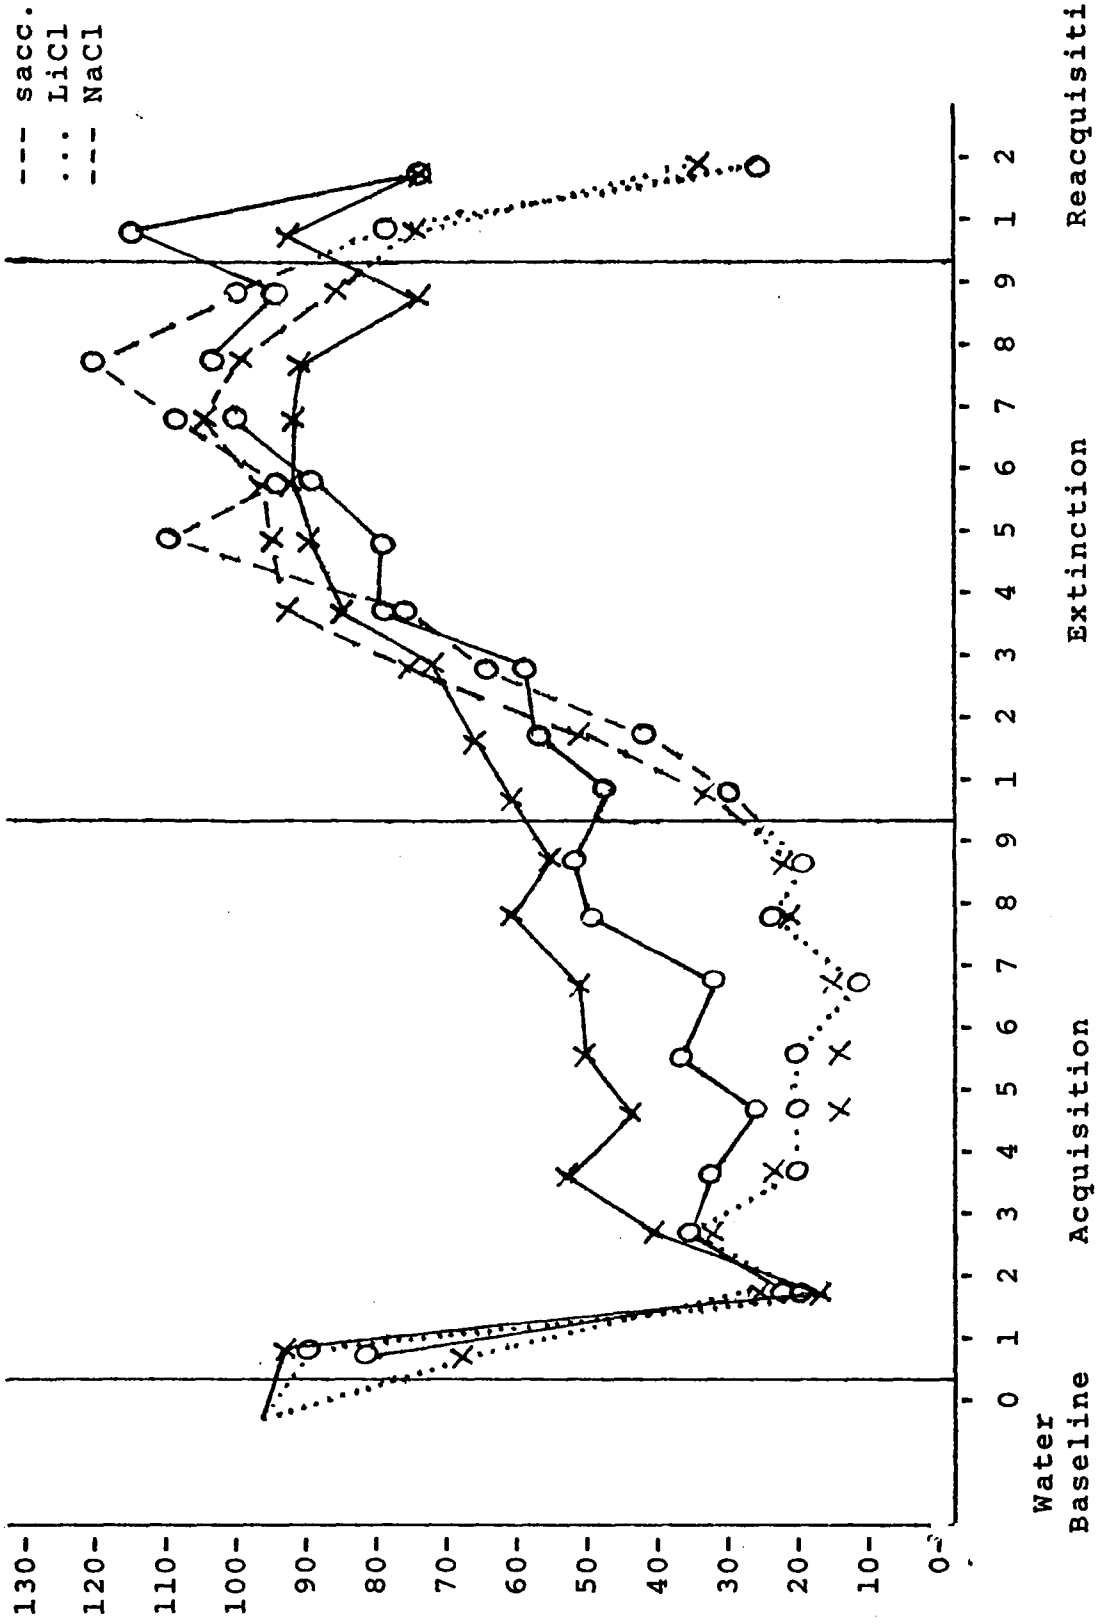 --- sacc.
... LiCl
--- NaCl
130-
120-
110-
100-
90-
80-
70-
60-
50-
40-
30-
20-
10-
0-
0 1 2 3 4 5 6 7 8 9 1 2 3 4 5 6 7 8 9 1 2
Water
Baseline Acquisition Extinction Reacquisiti